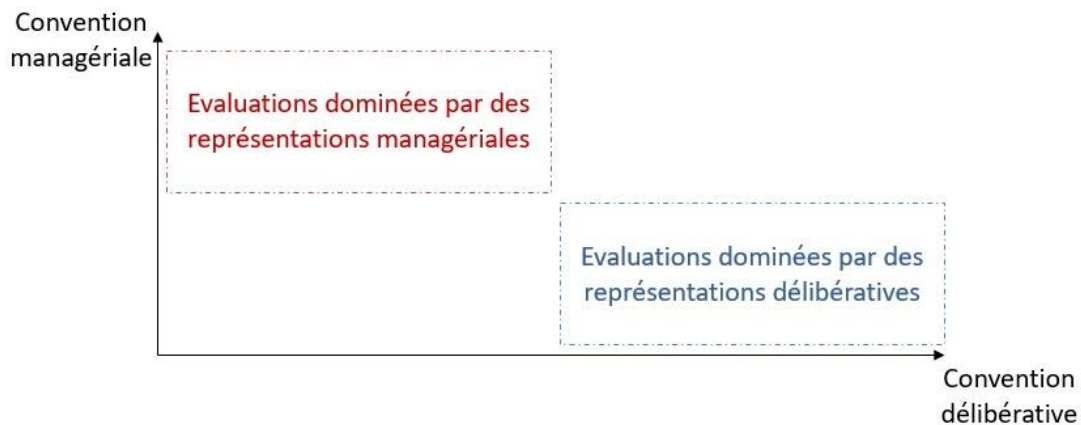 Convention
managériale
Evaluations dominées par des
représentations managériales
Evaluations dominées par des
représentations délibératives
Convention
délibérative